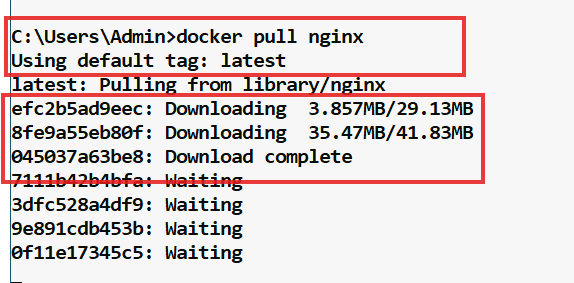 C:\Users\Admin>docker pull nginx
Using default tag: latest
latest: Pulling from library/nginx
efc2b5ad9eec: Downloading  3.857MB/29.13MB
8fe9a55eb80f: Downloading  35.47MB/41.83MB
045037a63be8: Download complete
7111b42b4bfa: Waiting
3dfc528a4df9: Waiting
9e891cdb453b: Waiting
0f11e17345c5: Waiting